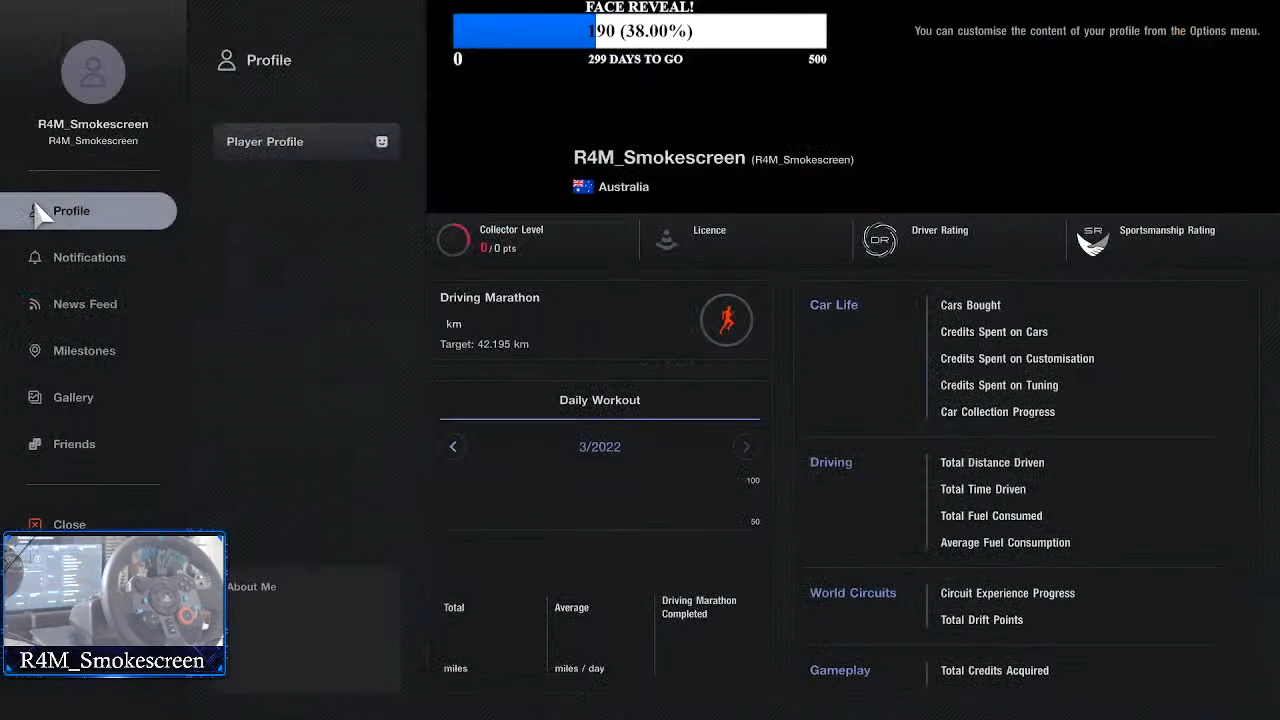 FACE REVEAL!
190 (38.00%)
0
299 DAYS TO GO
500
You can customise the content of your profile from the Options menu.
R4M_Smokescreen
R4M_Smokescreen
Profile
Notifications
News Feed
Milestones
Gallery
Friends
Close
Profile
Player Profile
About Me
R4M_Smokescreen
R4M_Smokescreen (R4M_Smokescreen)
Australia
Collector Level
0 / 0 pts
Licence
DR
Driver Rating
SR
Sportsmanship Rating
Driving Marathon
km
Target: 42.195 km
Daily Workout
3/2022
100
50
Total
miles
Average
miles / day
Driving Marathon
Completed
Car Life
Cars Bought
Credits Spent on Cars
Credits Spent on Customisation
Credits Spent on Tuning
Car Collection Progress
Driving
Total Distance Driven
Total Time Driven
Total Fuel Consumed
Average Fuel Consumption
World Circuits
Circuit Experience Progress
Total Drift Points
Gameplay
Total Credits Acquired